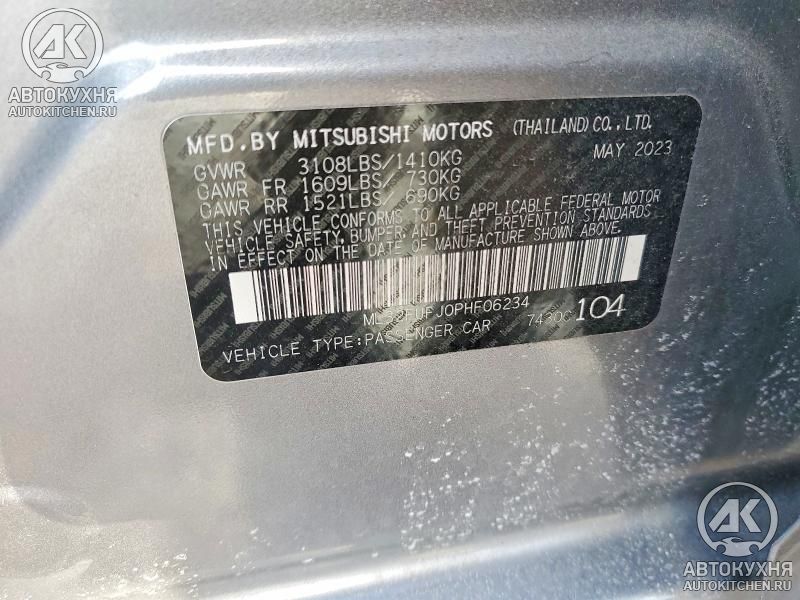 AK
АВТОКУХНЯ
AUTOKITCHEN.RU
MFD.BY MITSUBISHI MOTORS (THAILAND)CO.,LTD.
GVWR 3108LBS/1410KG MAY 2023
GAWR FR 1609LBS/ 730KG
GAWR RR 1521LBS/ 690KG
THIS VEHICLE CONFORMS TO ALL APPLICABLE FEDERAL MOTOR
VEHICLE SAFETY, BUMPER, AND THEFT PREVENTION STANDARDS
IN EFFECT ON THE DATE OF MANUFACTURE SHOWN ABOVE.
VEHICLE TYPE:PASSENGER CAR 104
AK
АВТОКУХНЯ
AUTOKITCHEN.RU